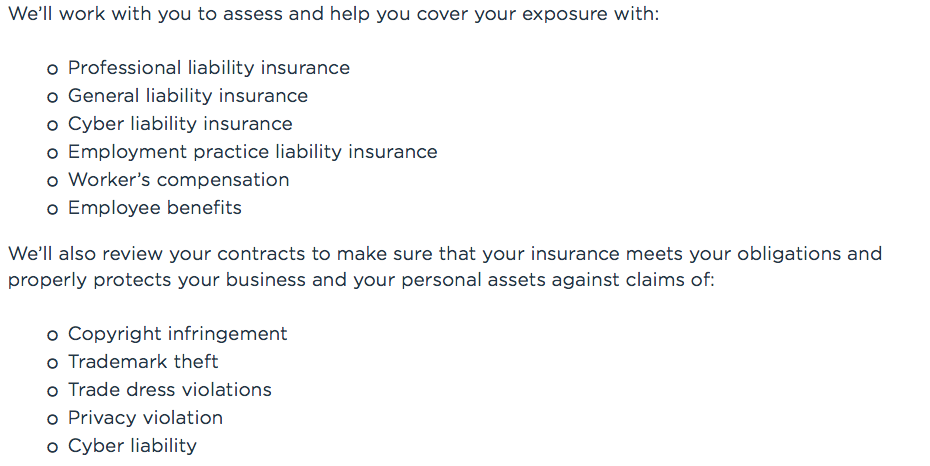 We’ll work with you to assess and help you cover your exposure with:
o Professional liability insurance
o General liability insurance
o Cyber liability insurance
o Employment practice liability insurance
o Worker’s compensation
o Employee benefits
We’ll also review your contracts to make sure that your insurance meets your obligations and
properly protects your business and your personal assets against claims of:
o Copyright infringement
o Trademark theft
o Trade dress violations
o Privacy violation
o Cyber liability